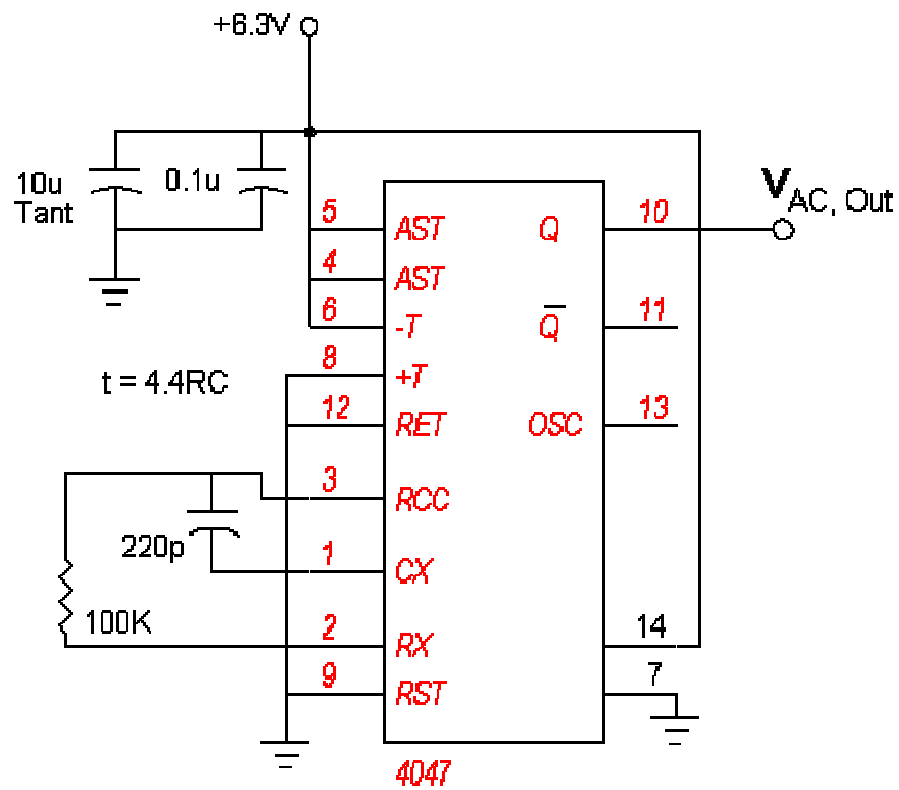 +6.3V
10u
Tant
0.1u
V AC, Out
5
AST
Q
10
4
AST
6
-T
Q
11
8
+T
t = 4.4RC
12
RET
OSC
13
3
RCC
220p
1
CX
100K
2
RX
14
9
RST
7
4047